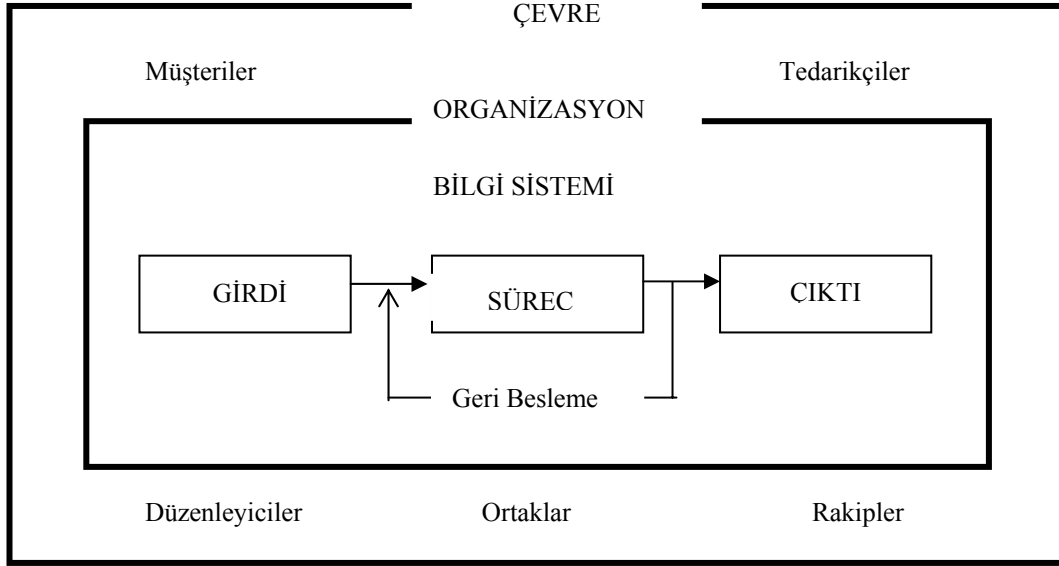 ÇEVRE
Müşteriler Tedarikçiler
ORGANİZASYON
BİLGİ SİSTEMİ
GİRDİ SÜREC ÇIKTI
Geri Besleme
Düzenleyiciler Ortaklar Rakipler